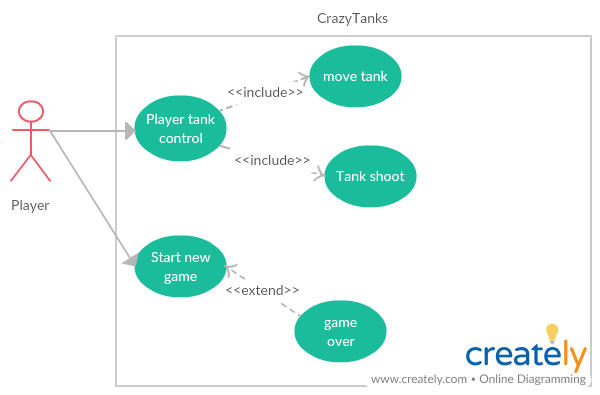 CrazyTanks
move tank
<<include>>
Player tank
control
<<include>>
Tank shoot
Player
Start new
game
<<extend>>
game
over
creately
www.creately.com • Online Diagramming